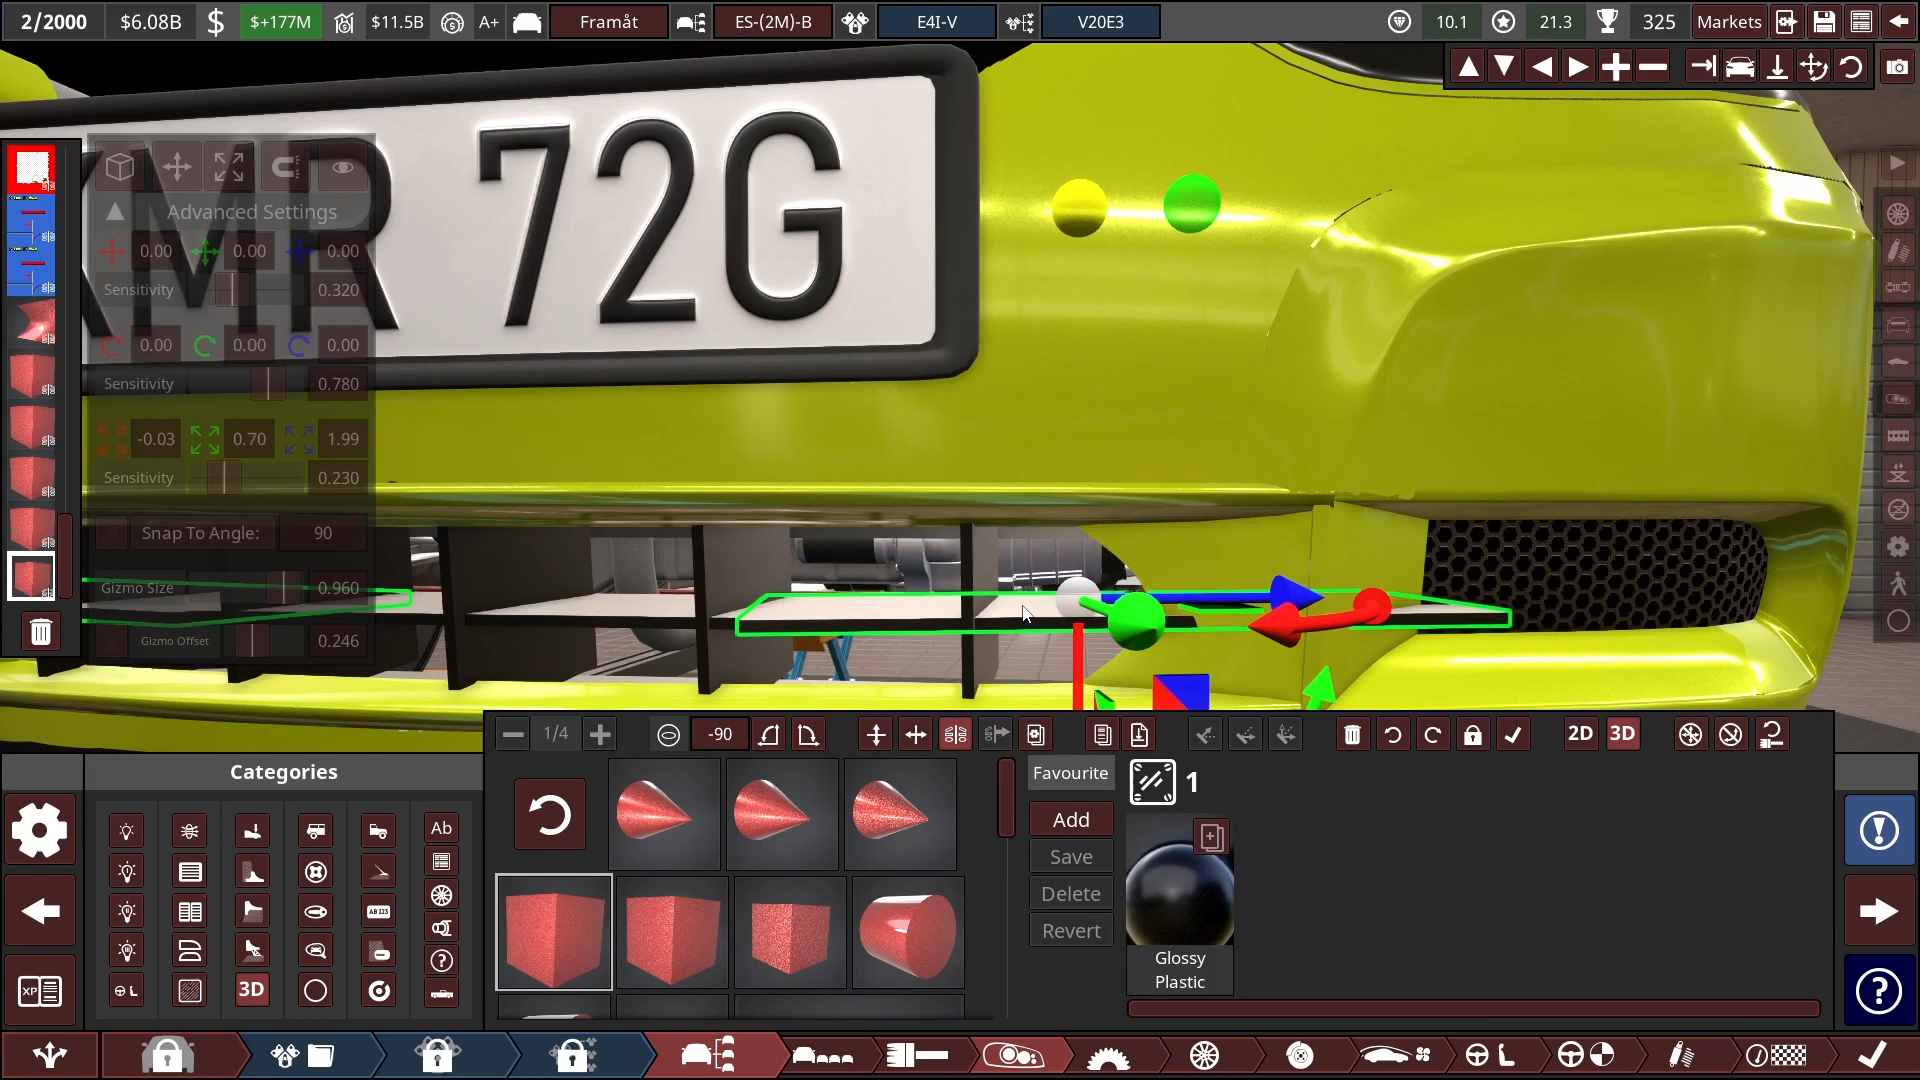 2/2000 $6.08B $ $+177M $11.5B A+ Framåt ES-(2M)-B E4I-V V20E3 10.1 21.3 325 Markets
MR 72G
Advanced Settings
0.00 0.00 0.00
Sensitivity 0.320
0.00 0.00 0.00
Sensitivity 0.780
-0.03 0.70 1.99
Sensitivity 0.230
Snap To Angle: 90
Gizmo Size 0.960
Gizmo Offset 0.246
1/4 -90 2D 3D
Categories
Ab
AB 123
3D
XP
Favourite
Add
Save
Delete
Revert
1
Glossy
Plastic